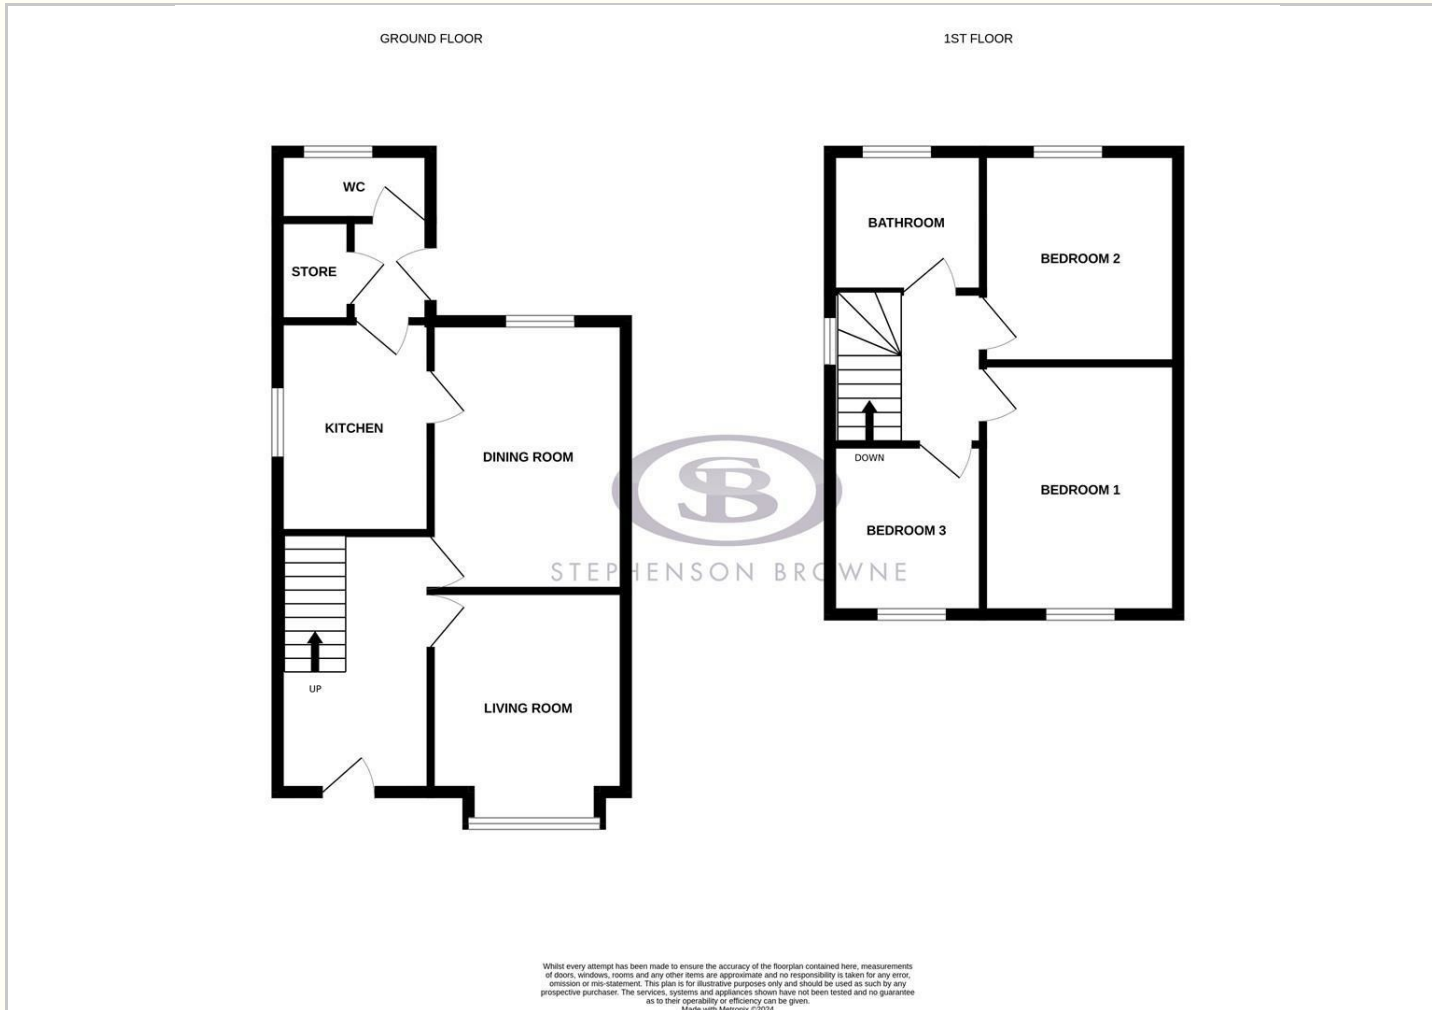 GROUND FLOOR
1ST FLOOR
WC
STORE
KITCHEN
DINING ROOM
UP
LIVING ROOM
BATHROOM
BEDROOM 2
DOWN
BEDROOM 1
BEDROOM 3
SB
STEPHENSON BROWNE
Whilst every attempt has been made to ensure the accuracy of the floorplan contained here, measurements
of doors, windows, rooms and any other items are approximate and no responsibility is taken for any error,
omission or mis-statement. This plan is for illustrative purposes only and should be used as such by any
prospective purchaser. The services, systems and appliances shown have not been tested and no guarantee
as to their operability or efficiency can be given.
Made with Metropix ©2024